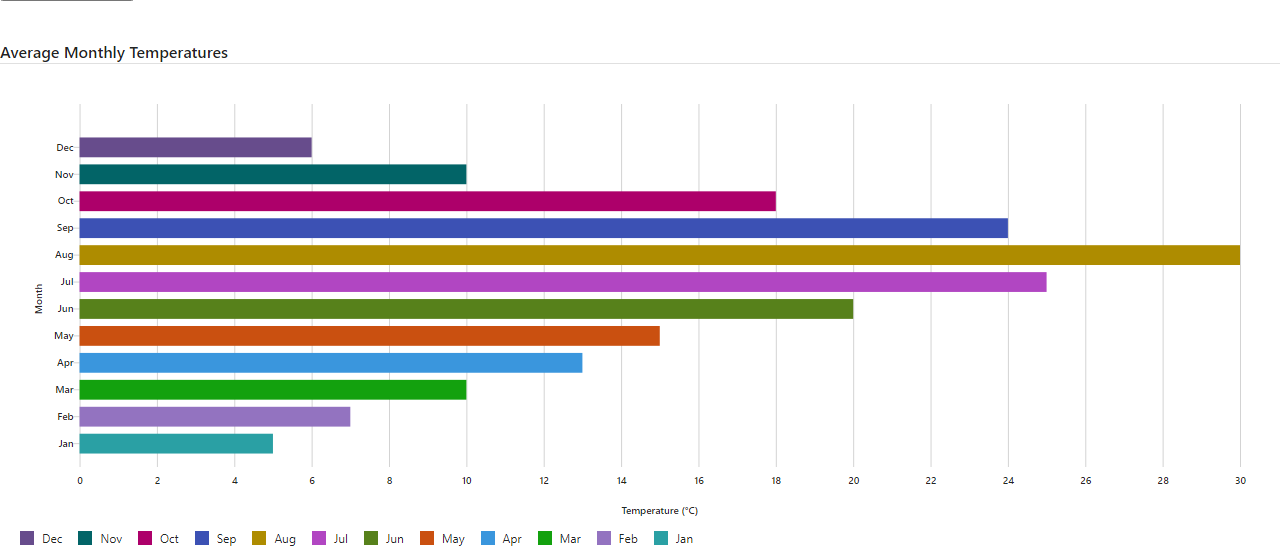 Average Monthly Temperatures
Dec
Nov
Oct
Sep
Aug
Jul
Jun
May
Apr
Mar
Feb
Jan
Month
0 2 4 6 8 10 12 14 16 18 20 22 24 26 28 30
Temperature (°C)
Dec Nov Oct Sep Aug Jul Jun May Apr Mar Feb Jan